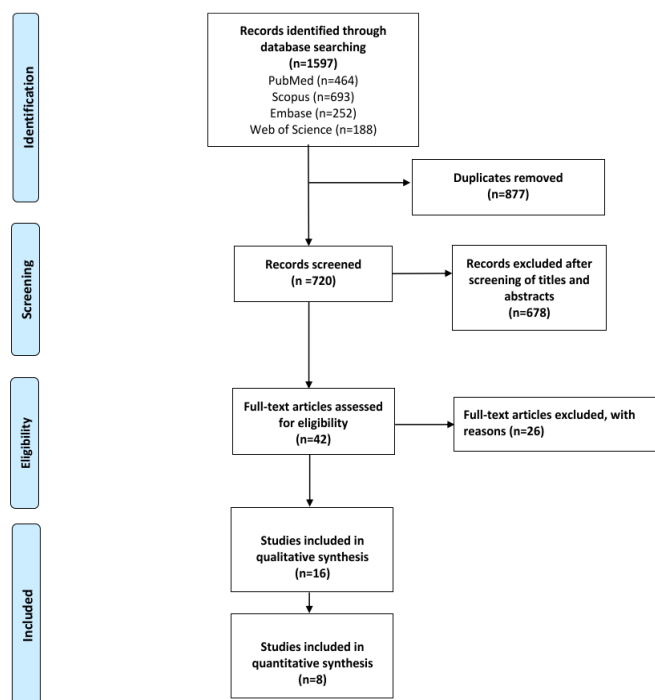 Identification
Records identified through
database searching
(n=1597)
PubMed (n=464)
Scopus (n=693)
Embase (n=252)
Web of Science (n=188)
Duplicates removed
(n=877)
Screening
Records screened
(n =720)
Records excluded after
screening of titles and
abstracts
(n=678)
Eligibility
Full-text articles assessed
for eligibility
(n=42)
Full-text articles excluded, with
reasons (n=26)
Included
Studies included in
qualitative synthesis
(n=16)
Studies included in
quantitative synthesis
(n=8)